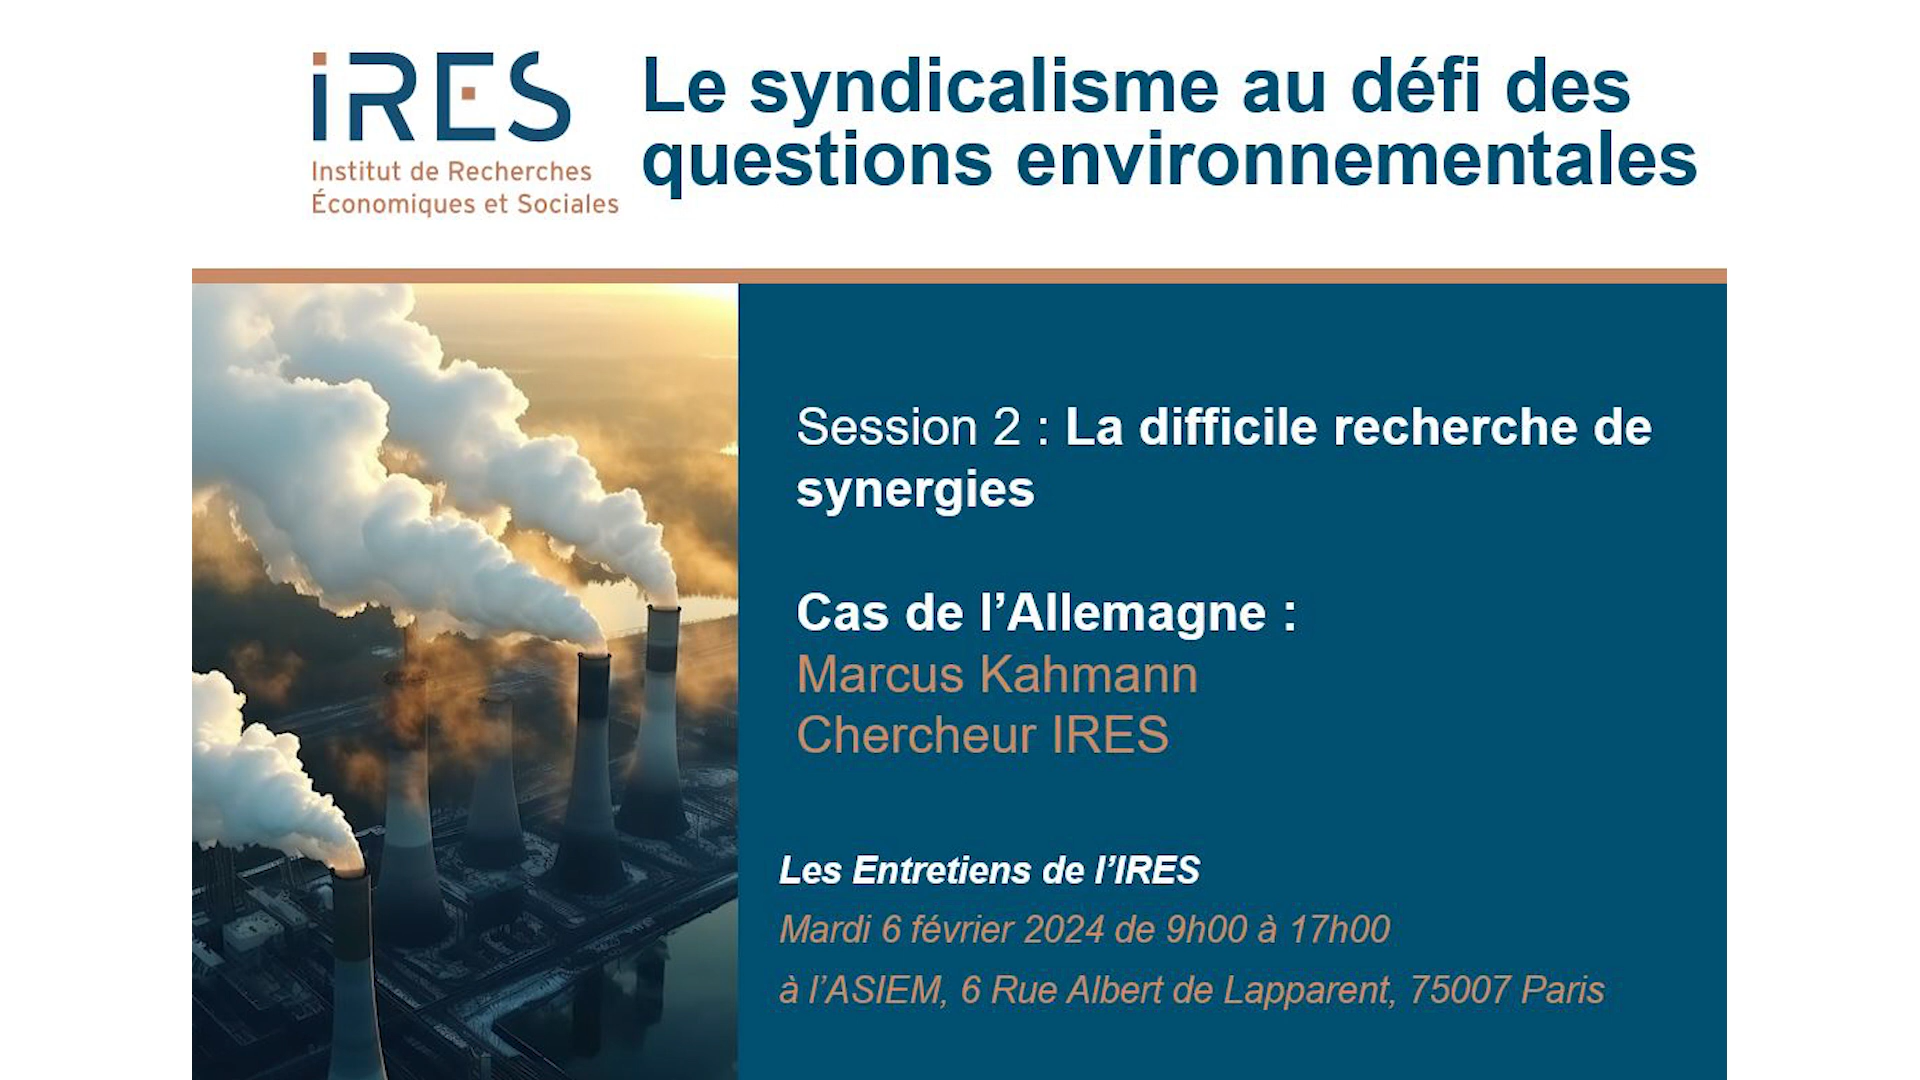 iRES
Institut de Recherches
Économiques et Sociales
Le syndicalisme au défi des
questions environnementales
Session 2 : La difficile recherche de
synergies
Cas de l’Allemagne :
Marcus Kahmann
Chercheur IRES
Les Entretiens de l’IRES
Mardi 6 février 2024 de 9h00 à 17h00
à l’ASIEM, 6 Rue Albert de Lapparent, 75007 Paris